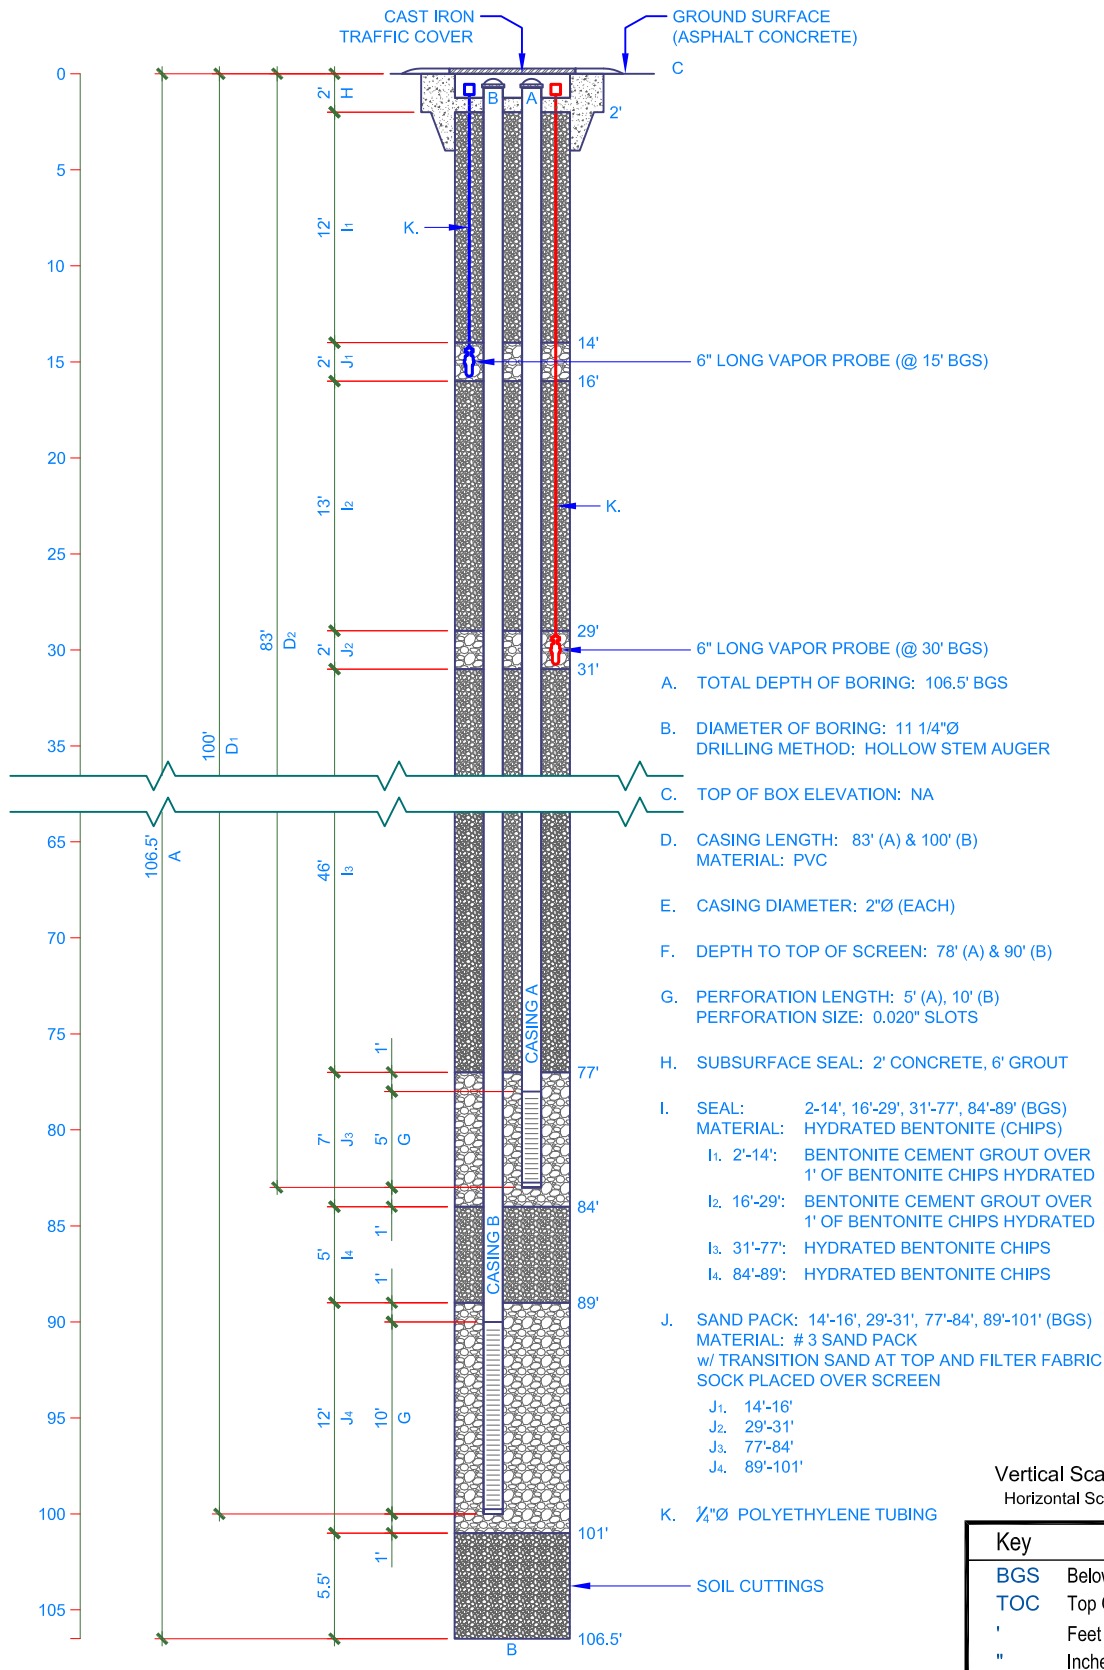 CAST IRON
TRAFFIC COVER
GROUND SURFACE
(ASPHALT CONCRETE)
C
0
5
10
15
20
25
30
35
65
70
75
80
85
90
95
100
105
2'
H
12'
I1
2'
J1
13'
I2
2'
J2
83'
D2
100'
D1
106.5'
A
46'
I3
7'
J3
5'
I4
12'
J4
5.5'
1'
5'
G
1'
1'
10'
G
1'
B
A
K.
K.
CASING A
CASING B
B
2'
14'
16'
29'
31'
77'
84'
89'
101'
106.5'
6" LONG VAPOR PROBE (@ 15' BGS)
6" LONG VAPOR PROBE (@ 30' BGS)
A. TOTAL DEPTH OF BORING: 106.5' BGS
B. DIAMETER OF BORING: 11 1/4"Ø
DRILLING METHOD: HOLLOW STEM AUGER
C. TOP OF BOX ELEVATION: NA
D. CASING LENGTH: 83' (A) & 100' (B)
MATERIAL: PVC
E. CASING DIAMETER: 2"Ø (EACH)
F. DEPTH TO TOP OF SCREEN: 78' (A) & 90' (B)
G. PERFORATION LENGTH: 5' (A), 10' (B)
PERFORATION SIZE: 0.020" SLOTS
H. SUBSURFACE SEAL: 2' CONCRETE, 6' GROUT
I. SEAL: 2-14', 16'-29', 31'-77', 84'-89' (BGS)
MATERIAL: HYDRATED BENTONITE (CHIPS)
I1. 2'-14': BENTONITE CEMENT GROUT OVER
1' OF BENTONITE CHIPS HYDRATED
I2. 16'-29': BENTONITE CEMENT GROUT OVER
1' OF BENTONITE CHIPS HYDRATED
I3. 31'-77': HYDRATED BENTONITE CHIPS
I4. 84'-89': HYDRATED BENTONITE CHIPS
J. SAND PACK: 14'-16', 29'-31', 77'-84', 89'-101' (BGS)
MATERIAL: # 3 SAND PACK
w/ TRANSITION SAND AT TOP AND FILTER FABRIC
SOCK PLACED OVER SCREEN
J1. 14'-16'
J2. 29'-31'
J3. 77'-84'
J4. 89'-101'
K. ¼"Ø POLYETHYLENE TUBING
SOIL CUTTINGS
Vertical Sca
Horizontal Sc
Key
BGS Below
TOC Top
' Feet
" Inche